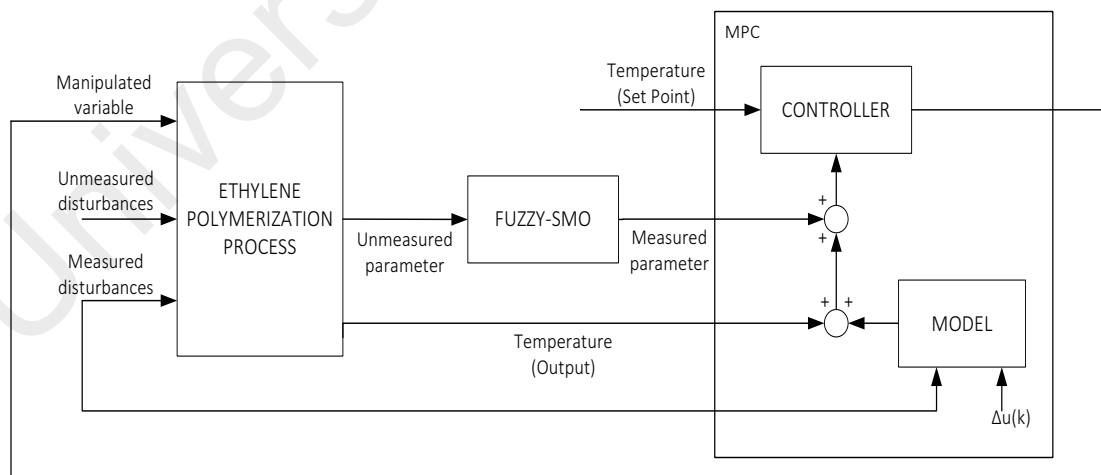 Univers
MPC
Manipulated
variable
Temperature
(Set Point)
CONTROLLER
Unmeasured
disturbances
ETHYLENE
POLYMERIZATION
PROCESS
FUZZY-SMO
+
+
Unmeasured
parameter
Measured
parameter
Measured
disturbances
+ +
MODEL
Temperature
(Output)
Δu(k)